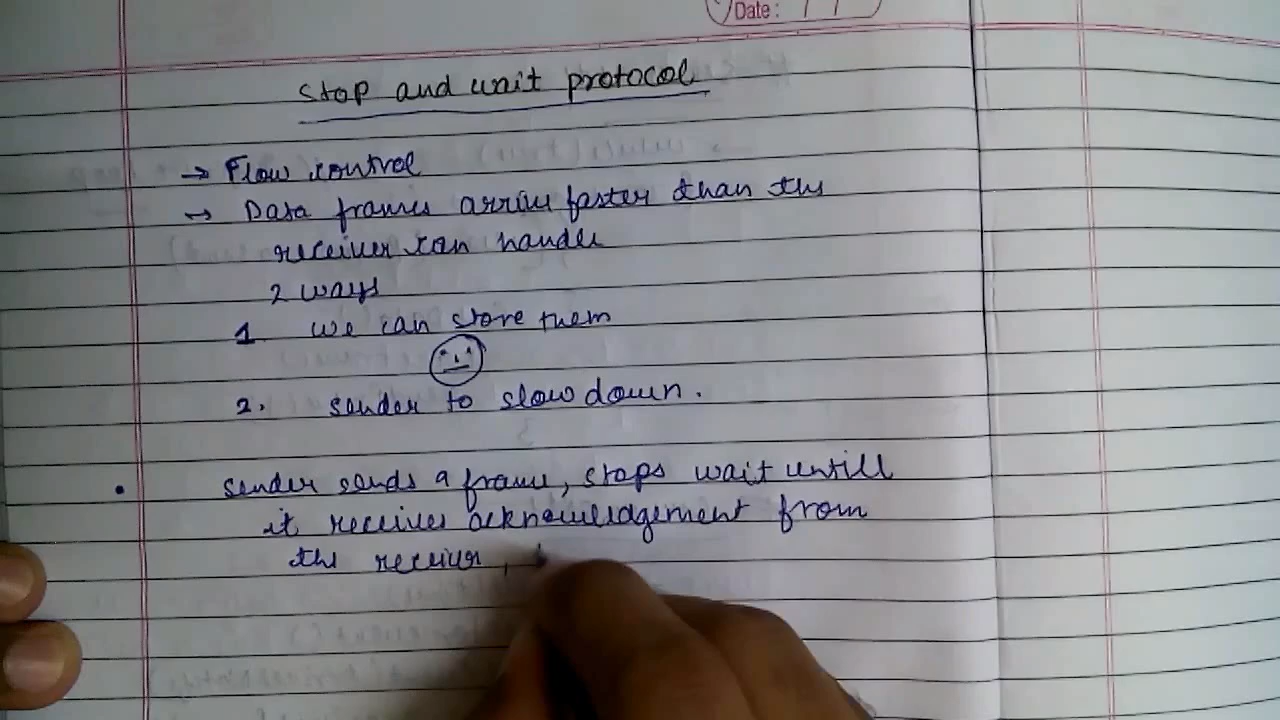 Date :
Stop and wait protocol
→ Flow control
→ Data frames arrive faster than the
receiver can handle
2 ways
1. We can store them
2. sender to slow down.
• sender sends a frame, stops wait untill
it receives acknowledgement from
the receiver,